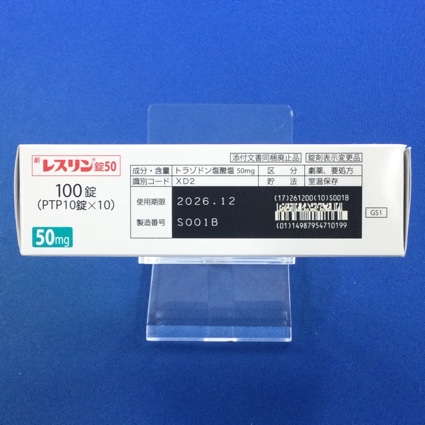 添付文書同梱廃止品 錠剤表示変更品
劇 レスリン錠50
100錠
(PTP10錠×10)
50mg
成分・含量 トラゾドン塩酸塩 50mg 区分 劇薬、要処方
識別コード XD2 貯法 室温保存
使用期限 2026.12
製造番号 S001B
(17)261200(10)S001B
(01)14987954710199
GS1